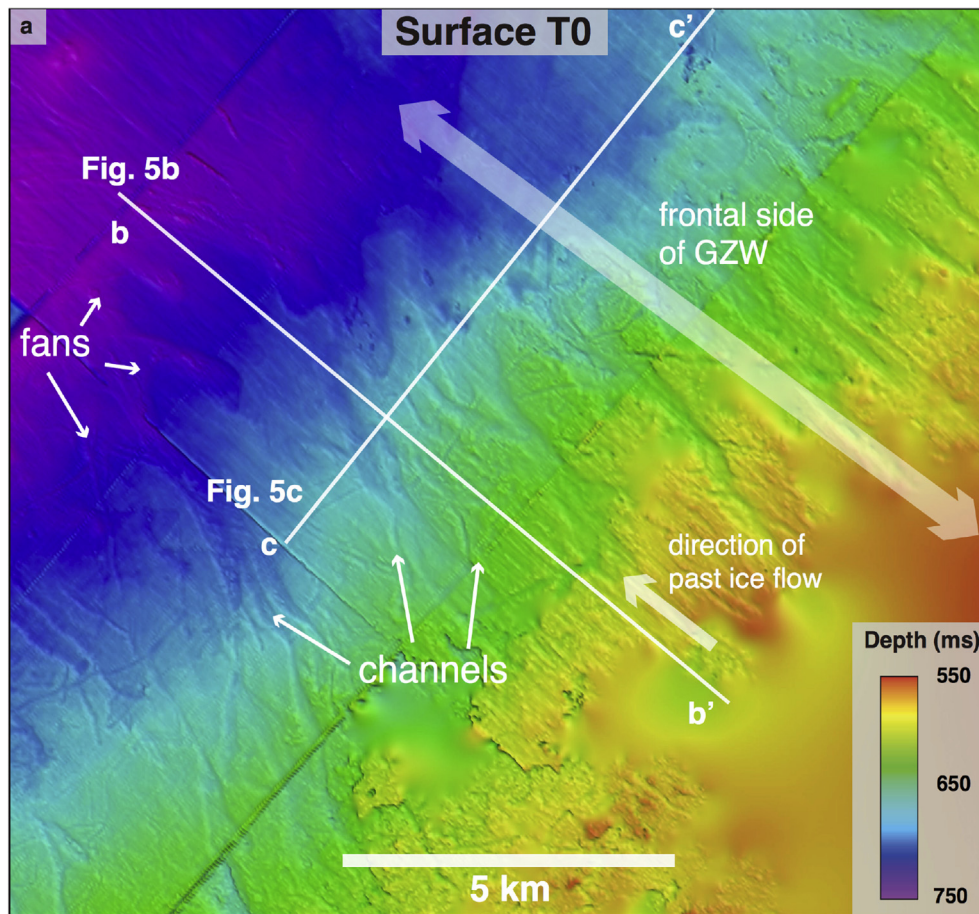 a
Surface T0
c'
Fig. 5b
b
frontal side
of GZW
fans
Fig. 5c
c
direction of
past ice flow
channels
b'
Depth (ms)
550
650
750
5 km